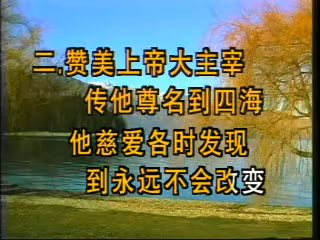 二.赞美上帝大主宰
传他尊名到四海
他慈爱各时发现
到永远不会改变